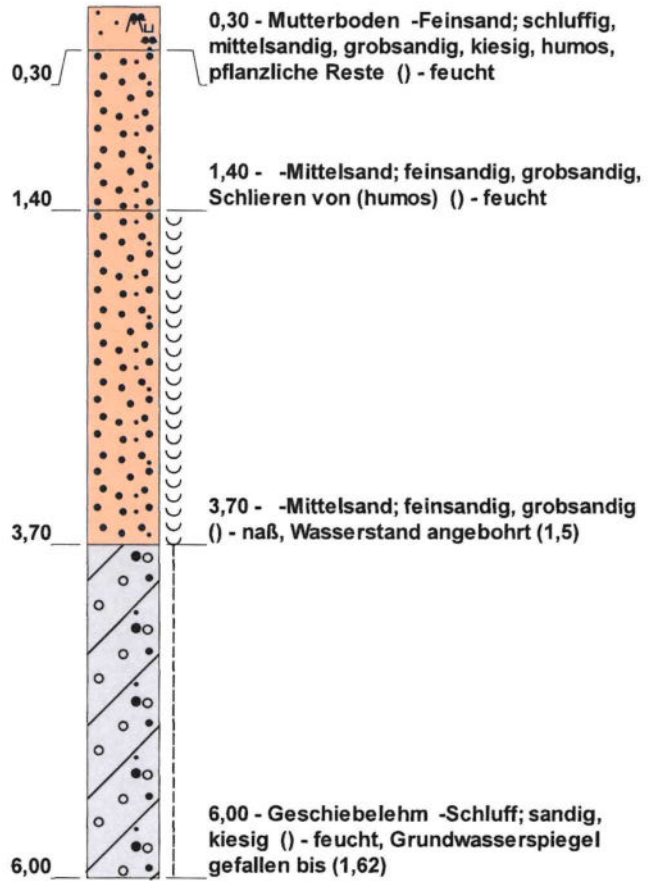 0,30 - Mutterboden -Feinsand; schluffig,
mittelsandig, grobsandig, kiesig, humos,
pflanzliche Reste () - feucht
0,30
1,40 - -Mittelsand; feinsandig, grobsandig,
Schlieren von (humos) () - feucht
1,40
3,70 - -Mittelsand; feinsandig, grobsandig
() - naß, Wasserstand angebohrt (1,5)
3,70
6,00 - Geschiebelehm -Schluff; sandig,
kiesig () - feucht, Grundwasserspiegel
gefallen bis (1,62)
6,00